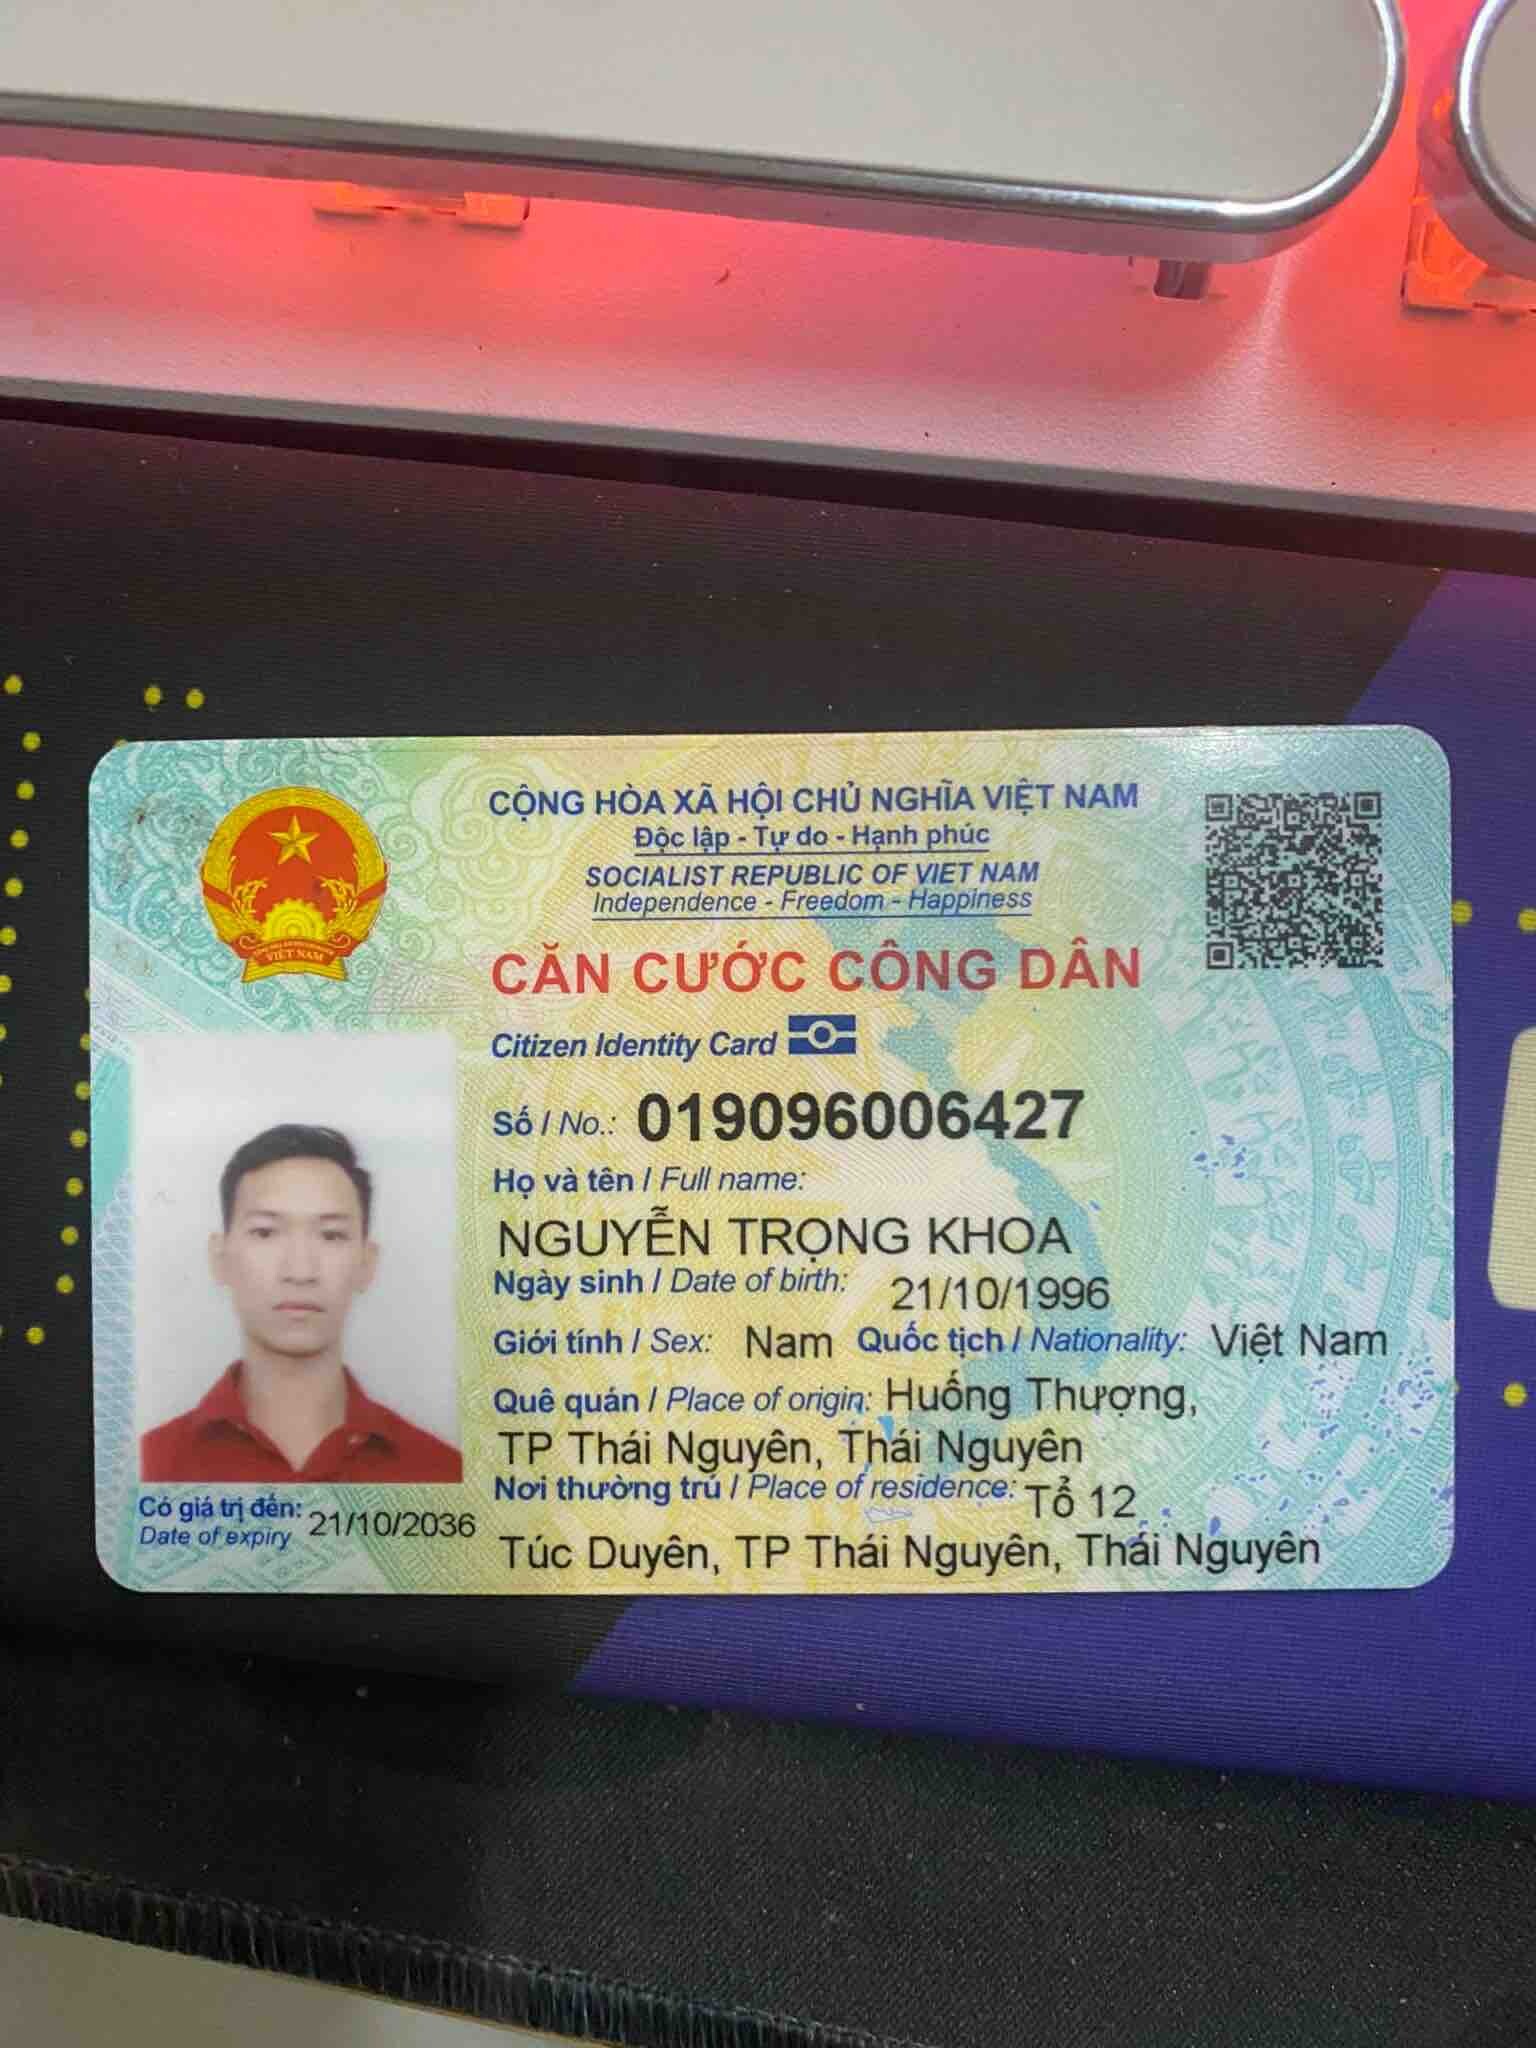 CỘNG HÒA XÃ HỘI CHỦ NGHĨA VIỆT NAM
Độc lập - Tự do - Hạnh phúc
SOCIALIST REPUBLIC OF VIET NAM
Independence - Freedom - Happiness
CĂN CƯỚC CÔNG DÂN
Citizen Identity Card
Số / No.: 019096006427
Họ và tên / Full name:
NGUYỄN TRỌNG KHOA
Ngày sinh / Date of birth: 21/10/1996
Giới tính / Sex: Nam Quốc tịch / Nationality: Việt Nam
Quê quán / Place of origin: Huống Thượng,
TP Thái Nguyên, Thái Nguyên
Nơi thường trú / Place of residence: Tổ 12
Túc Duyên, TP Thái Nguyên, Thái Nguyên
Có giá trị đến: 21/10/2036
Date of expiry
VIỆT NAM